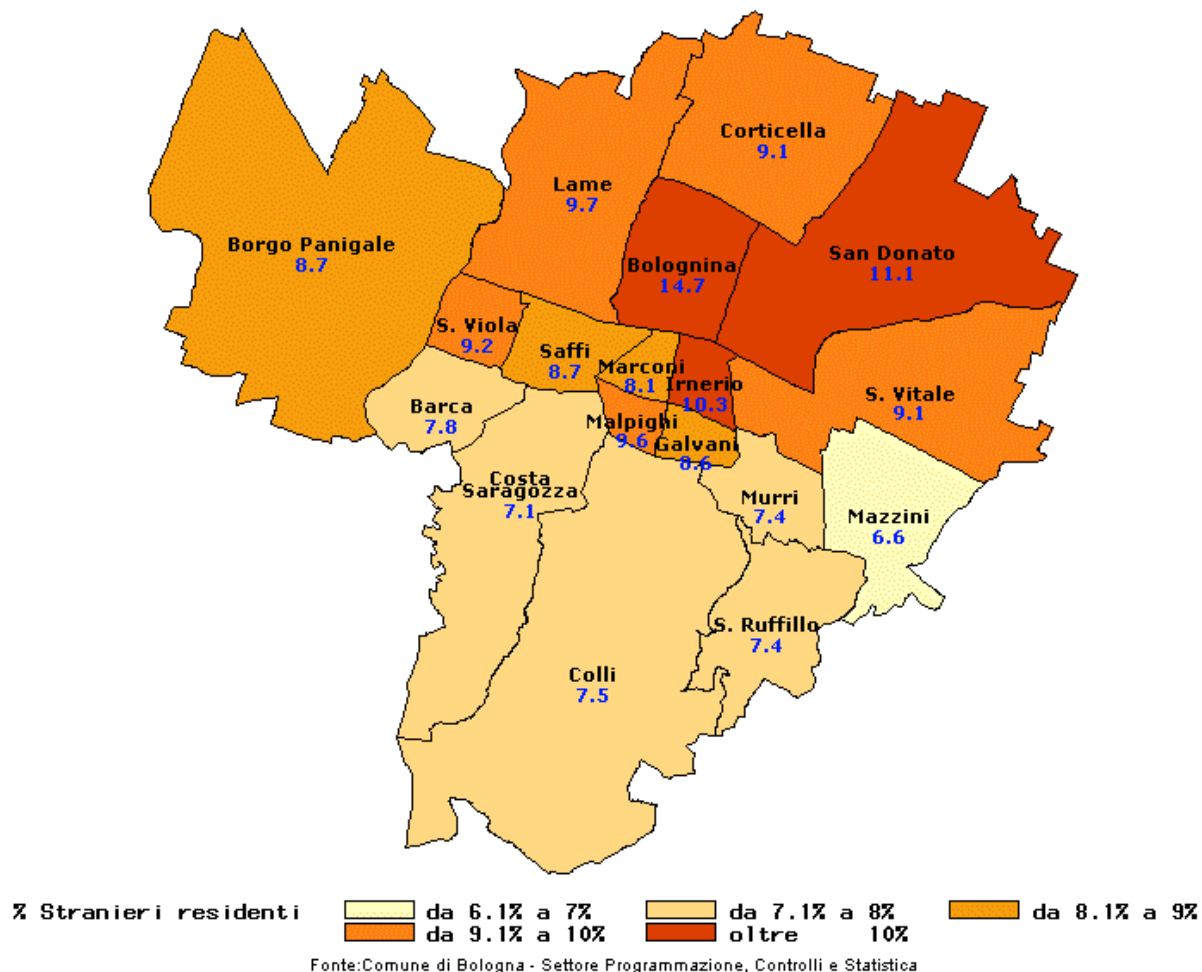 Corticella
9.1
Lame
9.7
Borgo Panigale
8.7
Bolognina
14.7
San Donato
11.1
S. Viola
9.2
Saffi
8.7
Marconi
8.1
Irnerio
10.3
S. Vitale
9.1
Barca
7.8
Malpighi
9.6
Galvani
8.6
Costa
Saragozza
7.1
Murri
7.4
Mazzini
6.6
S. Ruffillo
7.4
Colli
7.5
% Stranieri residenti da 6.1% a 7% da 7.1% a 8% da 8.1% a 9%
da 9.1% a 10% oltre 10%
Fonte:Comune di Bologna - Settore Programmazione, Controlli e Statistica